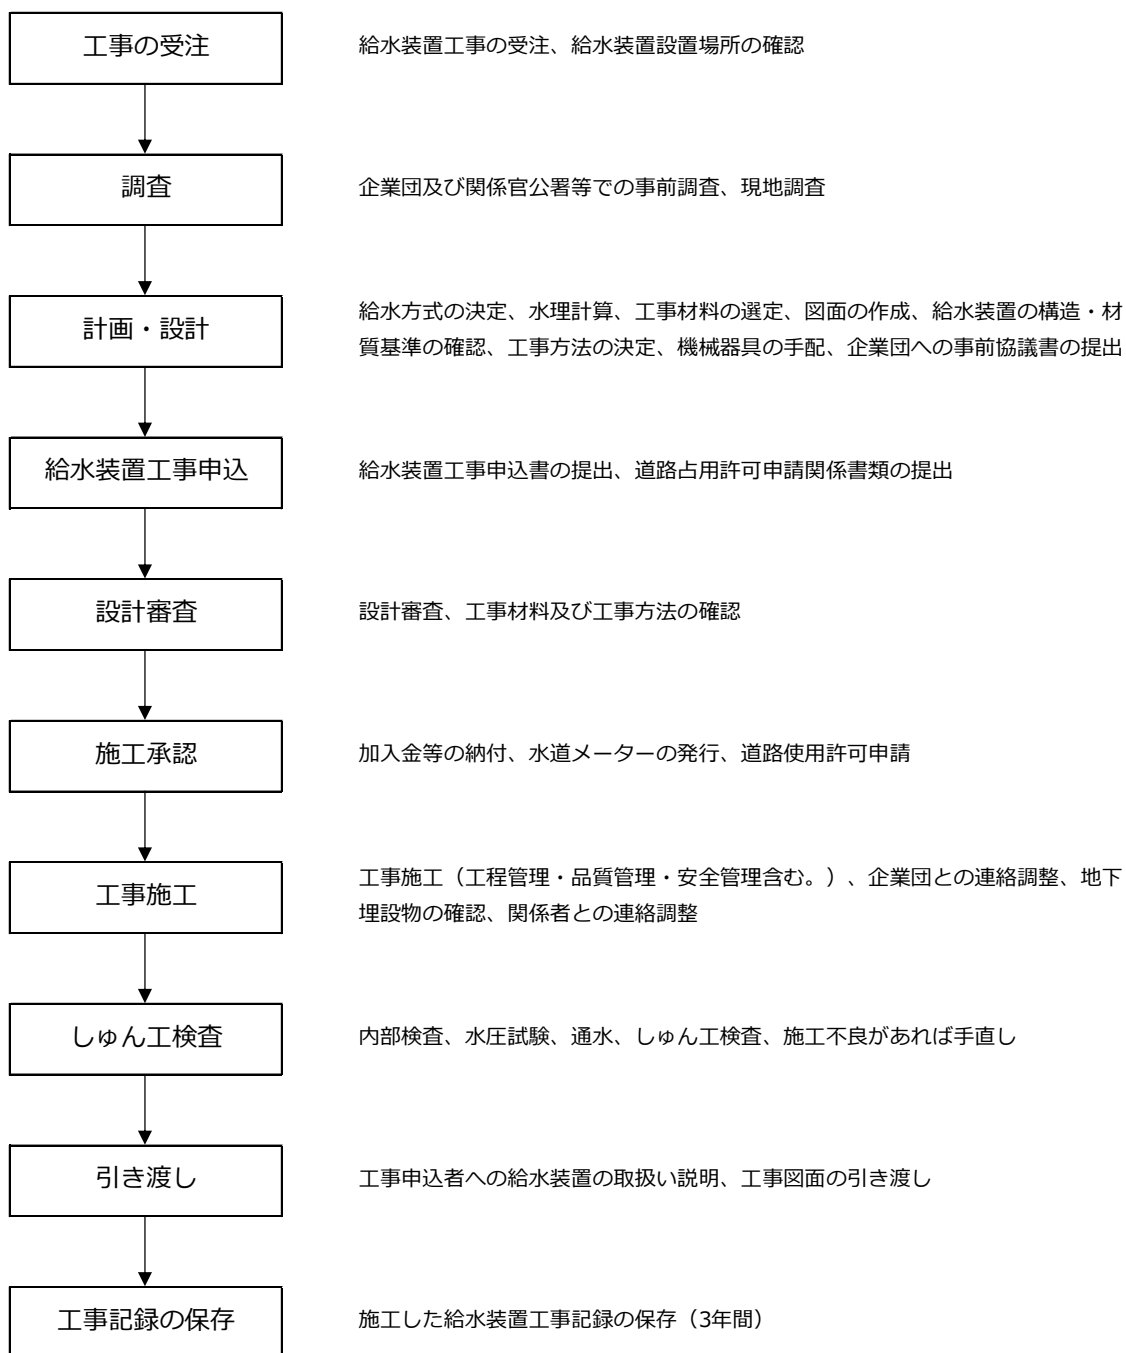 工事の受注
給水装置工事の受注、給水装置設置場所の確認
調査
企業団及び関係官公署等での事前調査、現地調査
計画・設計
給水方式の決定、水理計算、工事材料の選定、図面の作成、給水装置の構造・材
質基準の確認、工事方法の決定、機械器具の手配、企業団への事前協議書の提出
給水装置工事申込
給水装置工事申込書の提出、道路占用許可申請関係書類の提出
設計審査
設計審査、工事材料及び工事方法の確認
施工承認
加入金等の納付、水道メーターの発行、道路使用許可申請
工事施工
工事施工（工程管理・品質管理・安全管理含む。）、企業団との連絡調整、地下
埋設物の確認、関係者との連絡調整
しゅん工検査
内部検査、水圧試験、通水、しゅん工検査、施工不良があれば手直し
引き渡し
工事申込者への給水装置の取扱い説明、工事図面の引き渡し
工事記録の保存
施工した給水装置工事記録の保存（3年間）